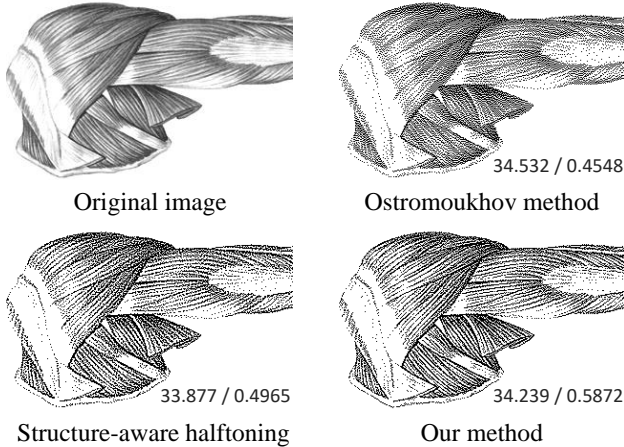 34.532 / 0.4548
Original image
Ostromoukhov method
33.877 / 0.4965
34.239 / 0.5872
Structure-aware halftoning
Our method